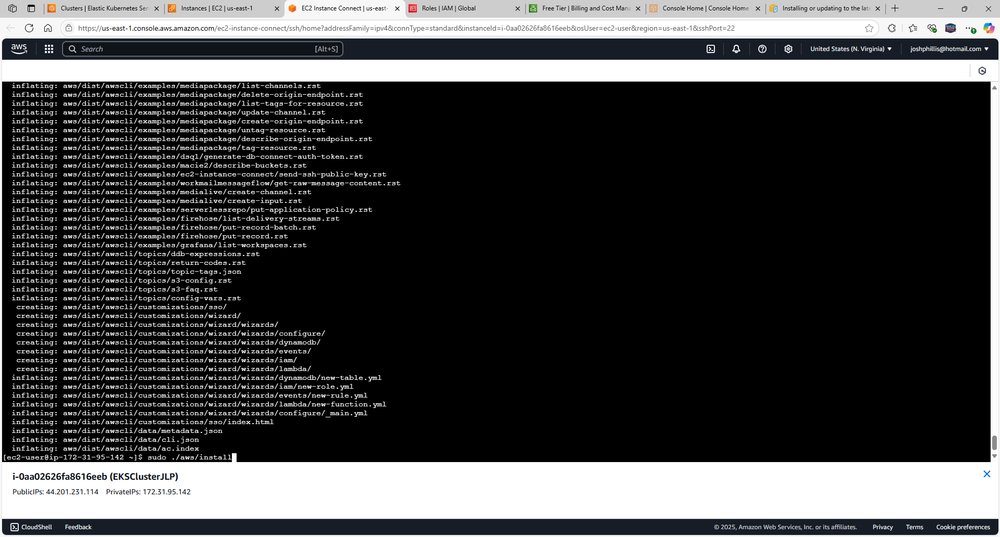 Clusters | Elastic Kubernetes Ser
Instances | EC2 | us-east-1
EC2 Instance Connect | us-east-
Roles | IAM | Global
Free Tier | Billing and Cost Mana
Console Home | Console Home
Installing or updating to the late
https://us-east-1.console.aws.amazon.com/ec2-instance-connect/ssh/home?addressFamily=ipv4&connType=standard&instanceId=i-0aa02626fa8616eeb&osUser=ec2-user&region=us-east-1&sshPort=22
aws
Search
[Alt+S]
United States (N. Virginia)
joshphillis@hotmail.com
inflating: aws/dist/awscli/examples/mediapackage/list-channels.rst
inflating: aws/dist/awscli/examples/mediapackage/delete-origin-endpoint.rst
inflating: aws/dist/awscli/examples/mediapackage/list-tags-for-resource.rst
inflating: aws/dist/awscli/examples/mediapackage/update-channel.rst
inflating: aws/dist/awscli/examples/mediapackage/create-origin-endpoint.rst
inflating: aws/dist/awscli/examples/mediapackage/untag-resource.rst
inflating: aws/dist/awscli/examples/mediapackage/describe-origin-endpoint.rst
inflating: aws/dist/awscli/examples/mediapackage/tag-resource.rst
inflating: aws/dist/awscli/examples/dsql/generate-db-connect-auth-token.rst
inflating: aws/dist/awscli/examples/macie2/describe-buckets.rst
inflating: aws/dist/awscli/examples/ec2-instance-connect/send-ssh-public-key.rst
inflating: aws/dist/awscli/examples/workmailmessageflow/get-raw-message-content.rst
inflating: aws/dist/awscli/examples/medialive/create-channel.rst
inflating: aws/dist/awscli/examples/medialive/create-input.rst
inflating: aws/dist/awscli/examples/serverlessrepo/put-application-policy.rst
inflating: aws/dist/awscli/examples/firehose/list-delivery-streams.rst
inflating: aws/dist/awscli/examples/firehose/put-record-batch.rst
inflating: aws/dist/awscli/examples/firehose/put-record.rst
inflating: aws/dist/awscli/examples/grafana/list-workspaces.rst
inflating: aws/dist/awscli/topics/ddb-expressions.rst
inflating: aws/dist/awscli/topics/return-codes.rst
inflating: aws/dist/awscli/topics/topic-tags.json
inflating: aws/dist/awscli/topics/s3-config.rst
inflating: aws/dist/awscli/topics/s3-faq.rst
inflating: aws/dist/awscli/topics/config-vars.rst
creating: aws/dist/awscli/customizations/sso/
creating: aws/dist/awscli/customizations/wizard/
creating: aws/dist/awscli/customizations/wizard/wizards/
creating: aws/dist/awscli/customizations/wizard/wizards/configure/
creating: aws/dist/awscli/customizations/wizard/wizards/dynamodb/
creating: aws/dist/awscli/customizations/wizard/wizards/events/
creating: aws/dist/awscli/customizations/wizard/wizards/iam/
creating: aws/dist/awscli/customizations/wizard/wizards/lambda/
inflating: aws/dist/awscli/customizations/wizard/wizards/dynamodb/new-table.yml
inflating: aws/dist/awscli/customizations/wizard/wizards/iam/new-role.yml
inflating: aws/dist/awscli/customizations/wizard/wizards/events/new-rule.yml
inflating: aws/dist/awscli/customizations/wizard/wizards/lambda/new-function.yml
inflating: aws/dist/awscli/customizations/wizard/wizards/configure/_main.yml
inflating: aws/dist/awscli/customizations/sso/index.html
inflating: aws/dist/awscli/data/metadata.json
inflating: aws/dist/awscli/data/cli.json
inflating: aws/dist/awscli/data/ac.index
[ec2-user@ip-172-31-95-142 ~]$ sudo ./aws/install
i-0aa02626fa8616eeb (EKSClusterJLP)
PublicIPs: 44.201.231.114 PrivateIPs: 172.31.95.142
CloudShell
Feedback
© 2025, Amazon Web Services, Inc. or its affiliates.
Privacy
Terms
Cookie preferences